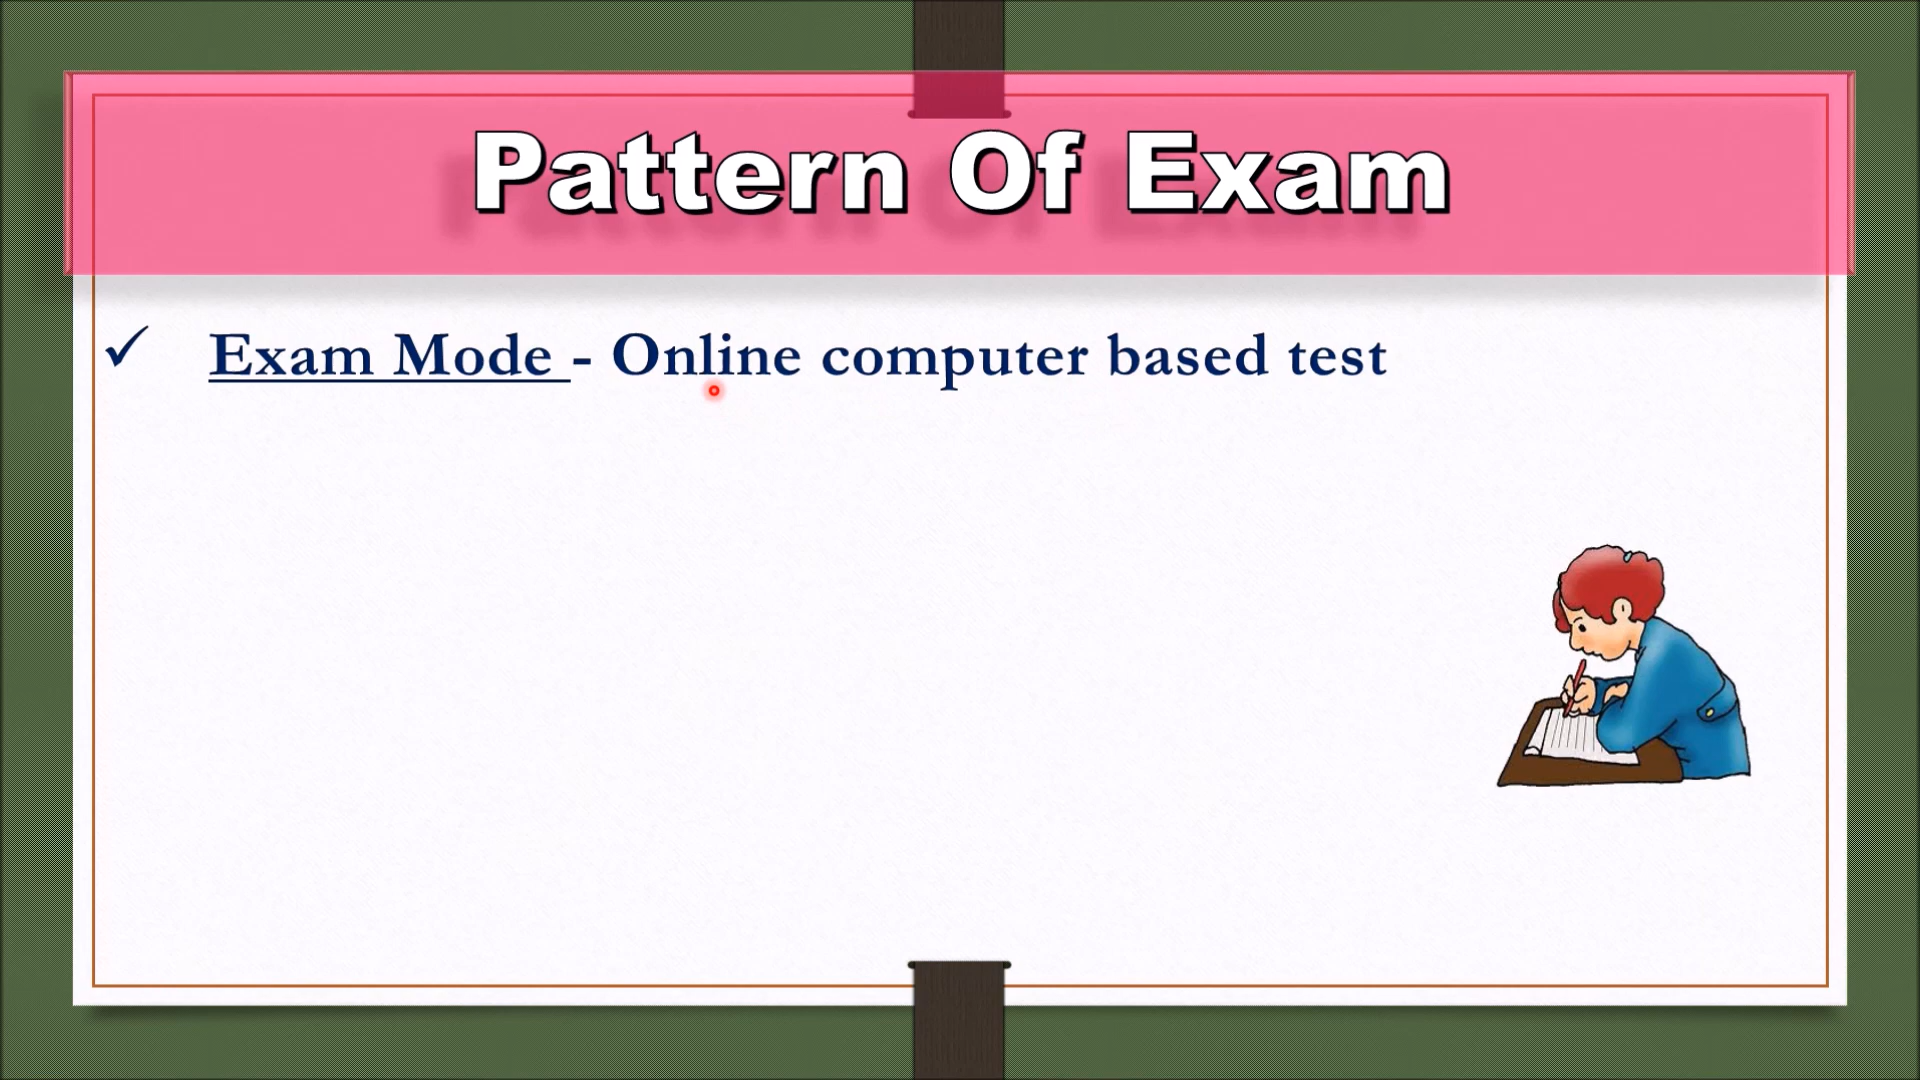 Pattern Of Exam
✓ Exam Mode - Online computer based test